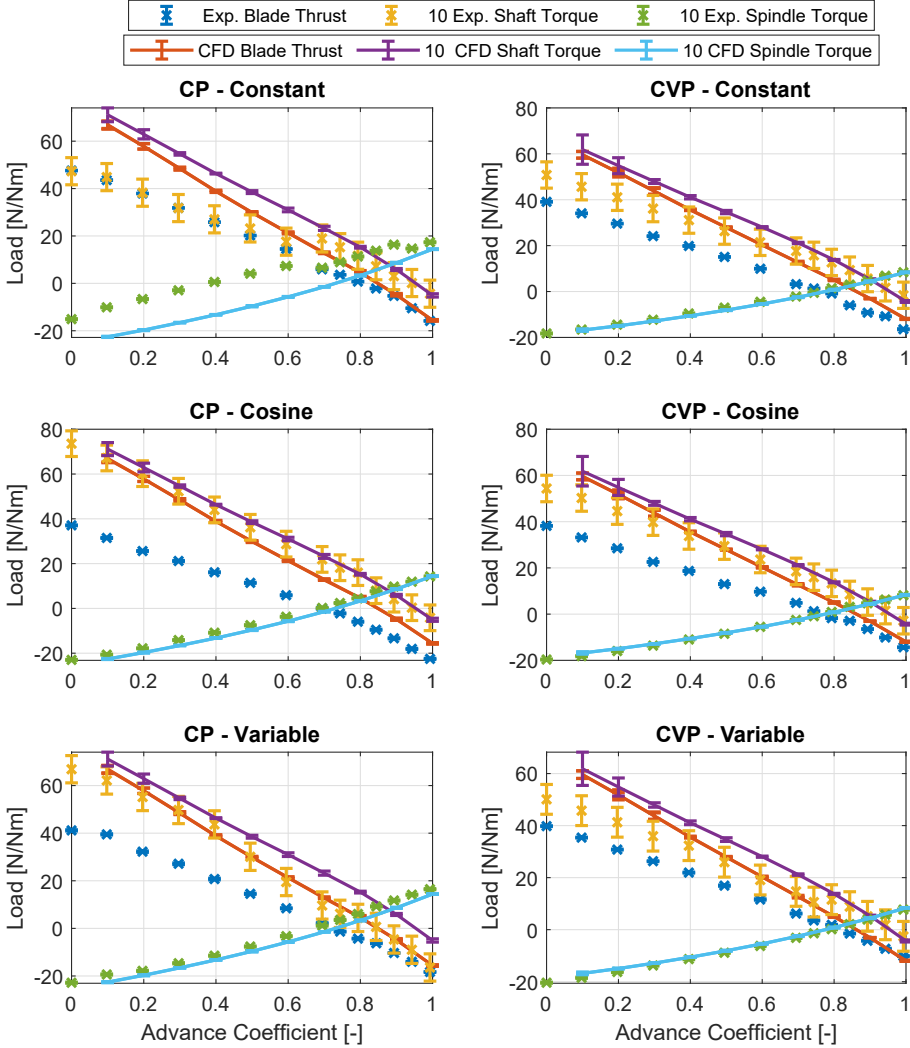 Exp. Blade Thrust 10 Exp. Shaft Torque 10 Exp. Spindle Torque
CFD Blade Thrust 10 CFD Shaft Torque 10 CFD Spindle Torque
CP - Constant
CVP - Constant
Load [N/Nm]
60
40
20
0
-20
0 0.2 0.4 0.6 0.8 1
Load [N/Nm]
80
60
40
20
0
-20
0 0.2 0.4 0.6 0.8 1
CP - Cosine
CVP - Cosine
Load [N/Nm]
80
60
40
20
0
-20
0 0.2 0.4 0.6 0.8 1
Load [N/Nm]
80
60
40
20
0
-20
0 0.2 0.4 0.6 0.8 1
CP - Variable
CVP - Variable
Load [N/Nm]
60
40
20
0
-20
0 0.2 0.4 0.6 0.8 1
Advance Coefficient [-]
Load [N/Nm]
60
40
20
0
-20
0 0.2 0.4 0.6 0.8 1
Advance Coefficient [-]